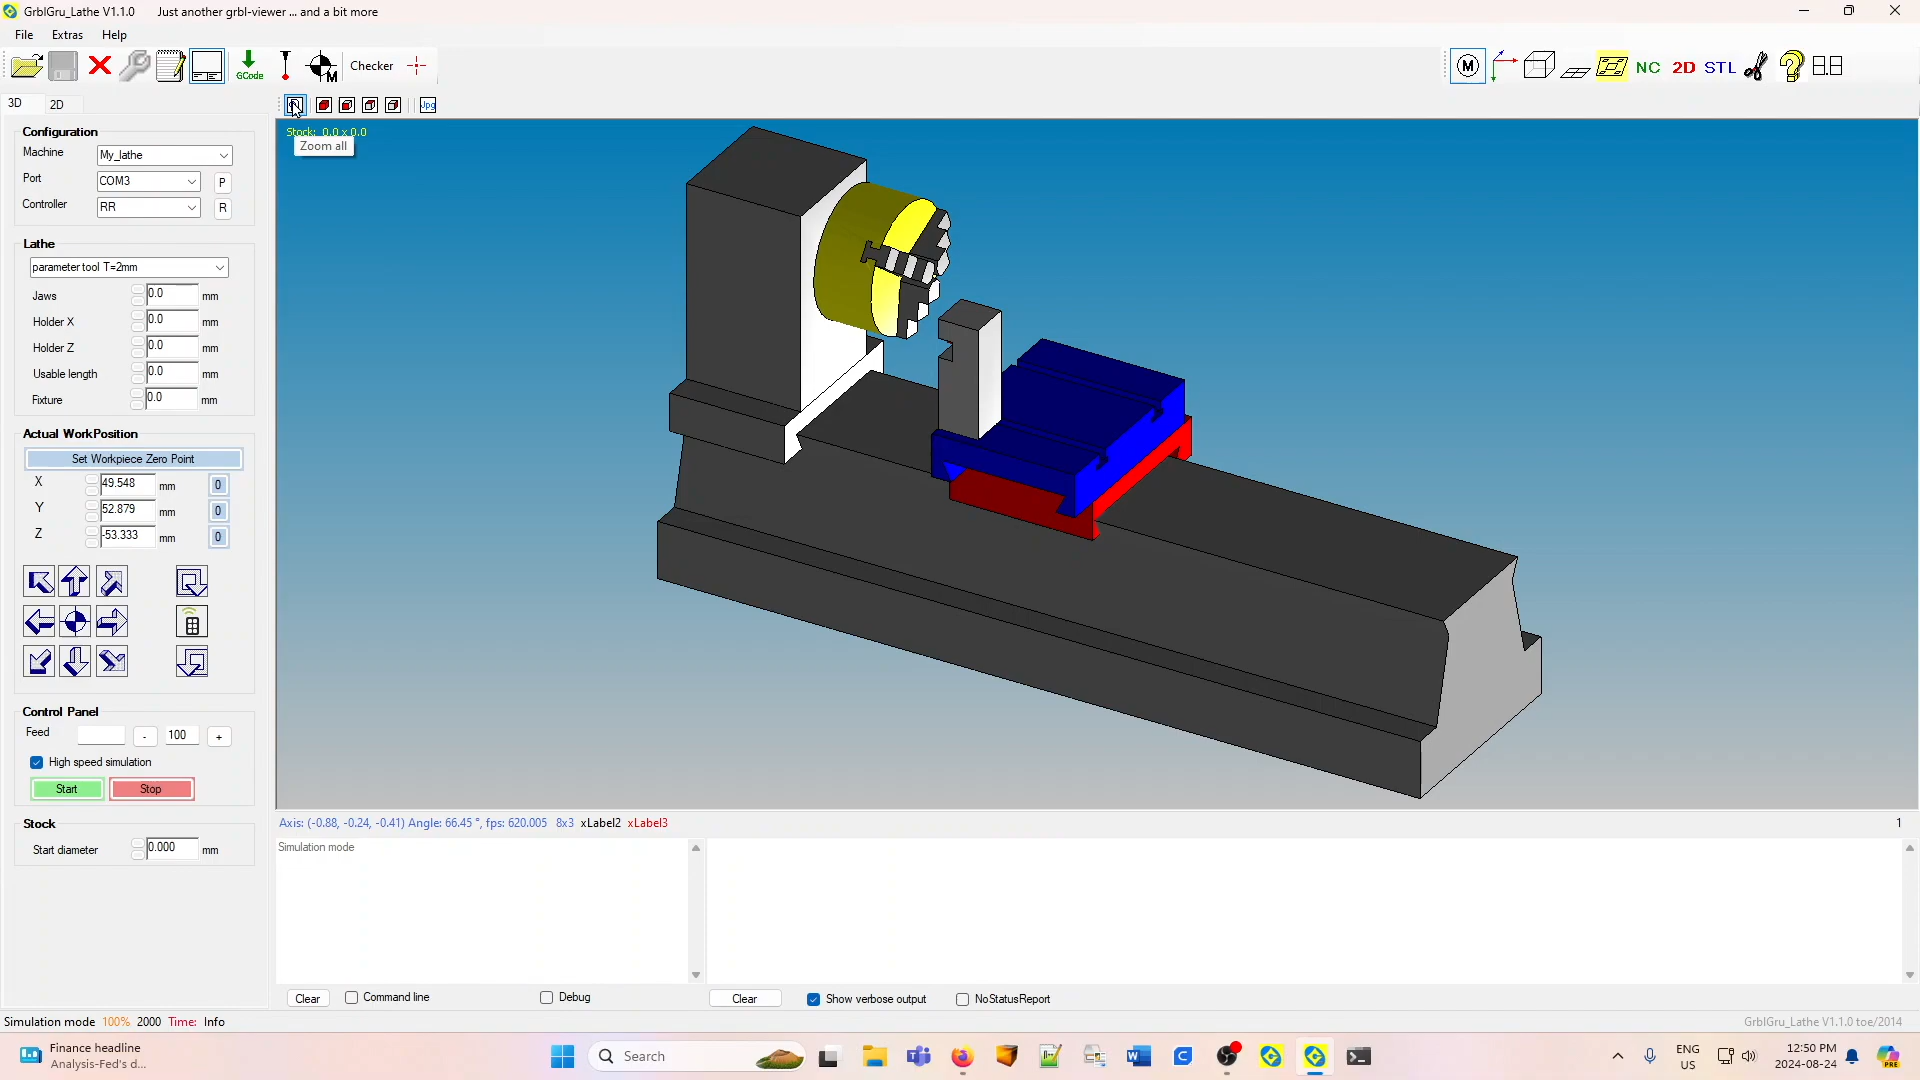 GrblGru_Lathe V1.1.0 Just another grbl-viewer ... and a bit more
File Extras Help
GCode
M
Checker
M
NC 2D STL
3D 2D
Jpg
Configuration
Machine My_lathe
Port COM3 P
Controller RR R
Lathe
parameter tool T=2mm
Jaws 0.0 mm
Holder X 0.0 mm
Holder Z 0.0 mm
Usable length 0.0 mm
Fixture 0.0 mm
Actual WorkPosition
Set Workpiece Zero Point
X 49.548 mm 0
Y 52.879 mm 0
Z -53.333 mm 0
Control Panel
Feed - 100 +
High speed simulation
Start Stop
Stock
Start diameter 0.000 mm
Stock: 0.0 x 0.0
Zoom all
Axis: (-0.88, -0.24, -0.41) Angle: 66.45 °, fps: 620.005 8x3 xLabel2 xLabel3 1
Simulation mode
Clear Command line Debug Clear Show verbose output NoStatusReport
Simulation mode 100% 2000 Time: Info GrblGru_Lathe V1.1.0 toe/2014
Finance headline
Analysis-Fed's d...
Search
ENG
US
12:50 PM
2024-08-24
PRE